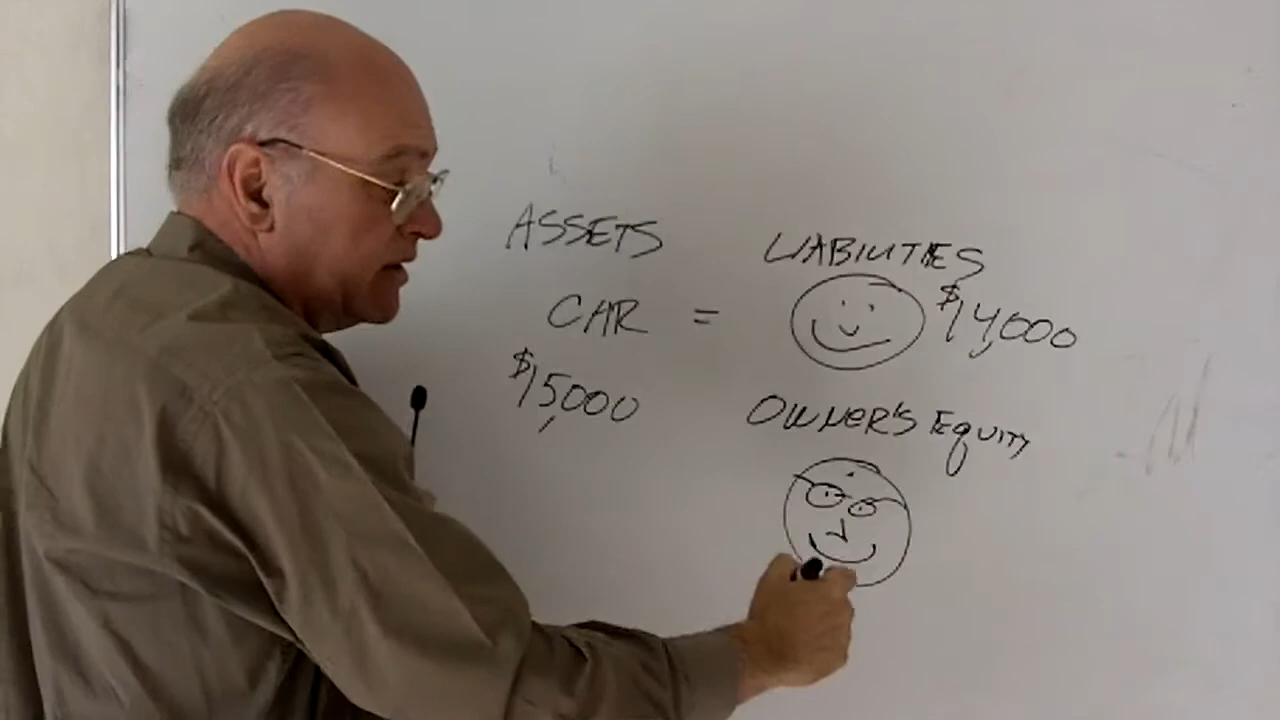 ASSETS
LIABILITIES
CAR = $14,000
$15,000
OWNER'S EQUITY